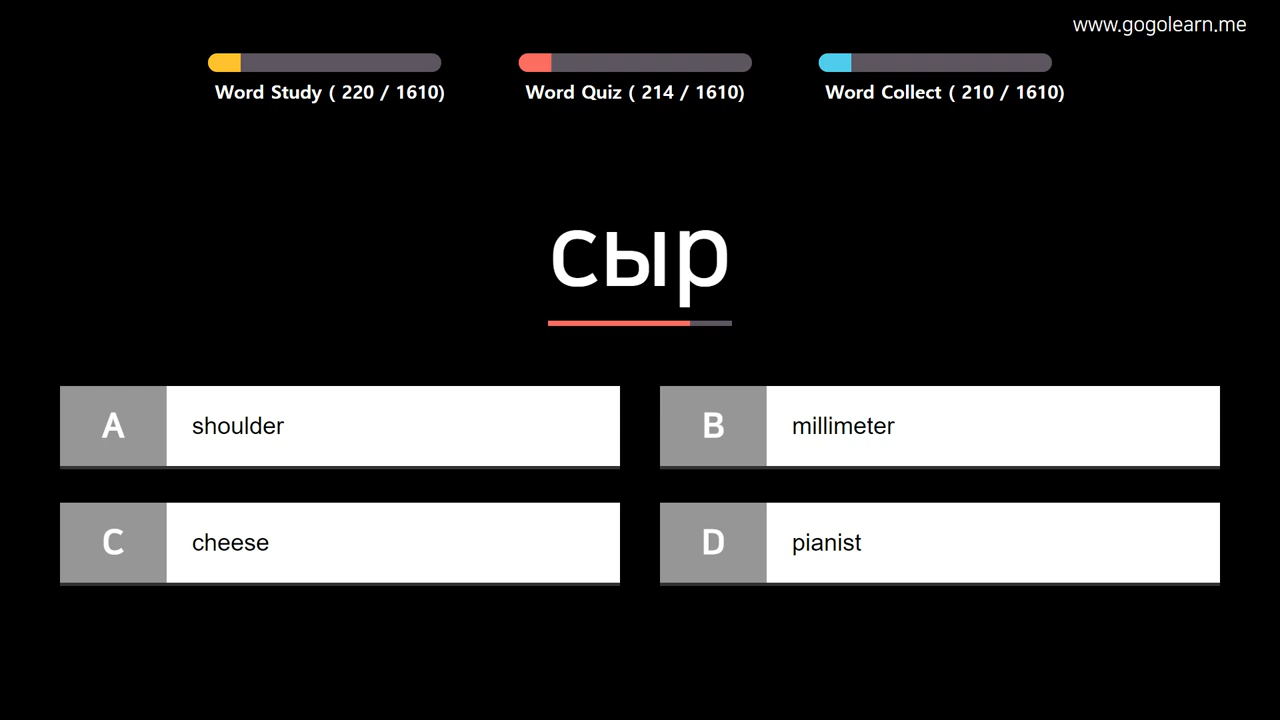 www.gogolearn.me
Word Study ( 220 / 1610)
Word Quiz ( 214 / 1610)
Word Collect ( 210 / 1610)
сыр
A shoulder
B millimeter
C cheese
D pianist